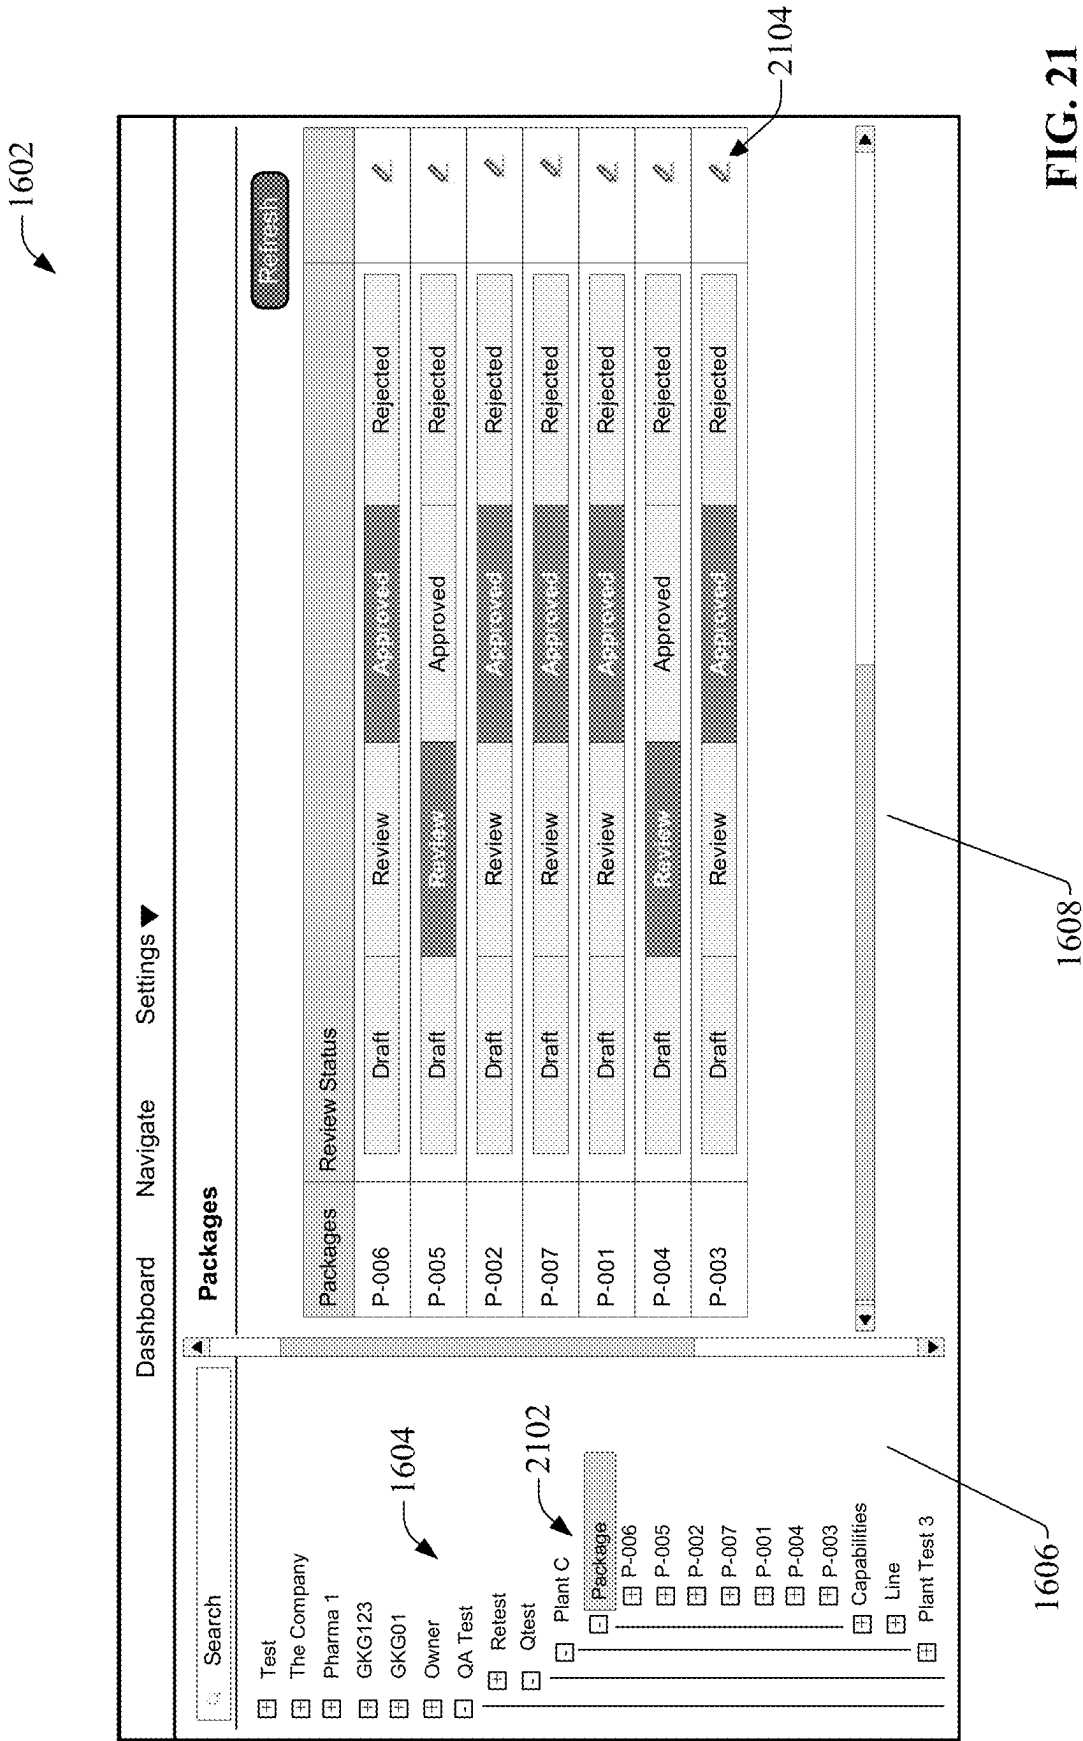 1602
Dashboard Navigate Settings
Search
Packages
Refresh
Test
The Company
Pharma 1
GKG123
GKG01
Owner
QA Test
Retest
Qtest
Plant C
Package
P-006
P-005
P-002
P-007
P-001
P-004
P-003
Capabilities
Line
Plant Test 3
1604
2102
Packages Review Status
P-006 Draft Review Approved Rejected
P-005 Draft Review Approved Rejected
P-002 Draft Review Approved Rejected
P-007 Draft Review Approved Rejected
P-001 Draft Review Approved Rejected
P-004 Draft Review Approved Rejected
P-003 Draft Review Approved Rejected
2104
1606
1608
FIG. 21